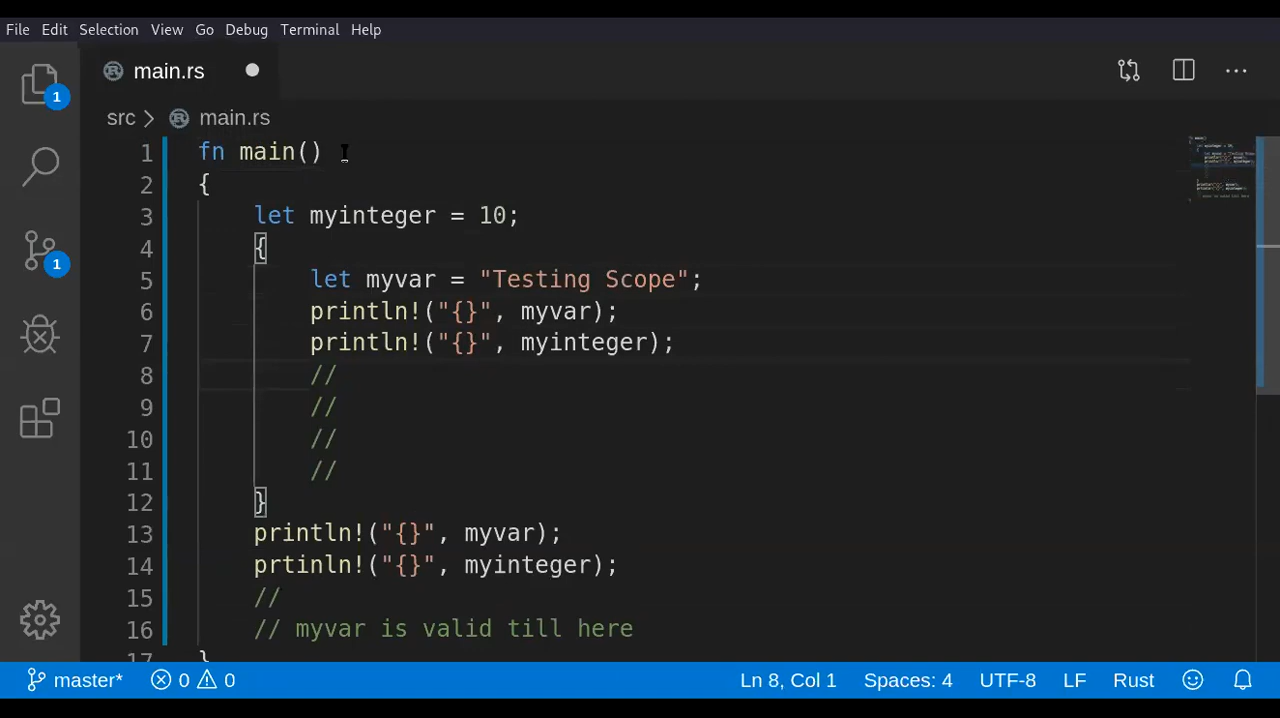 File Edit Selection View Go Debug Terminal Help
main.rs
1
src > main.rs
1 fn main()
2 {
3 let myinteger = 10;
4 {
5 let myvar = "Testing Scope";
6 println!("{}", myvar);
7 println!("{}", myinteger);
8 //
9 //
10 //
11 //
12 }
13 println!("{}", myvar);
14 prtinln!("{}", myinteger);
15 //
16 // myvar is valid till here
17 }
1
master* 0 0 Ln 8, Col 1 Spaces: 4 UTF-8 LF Rust